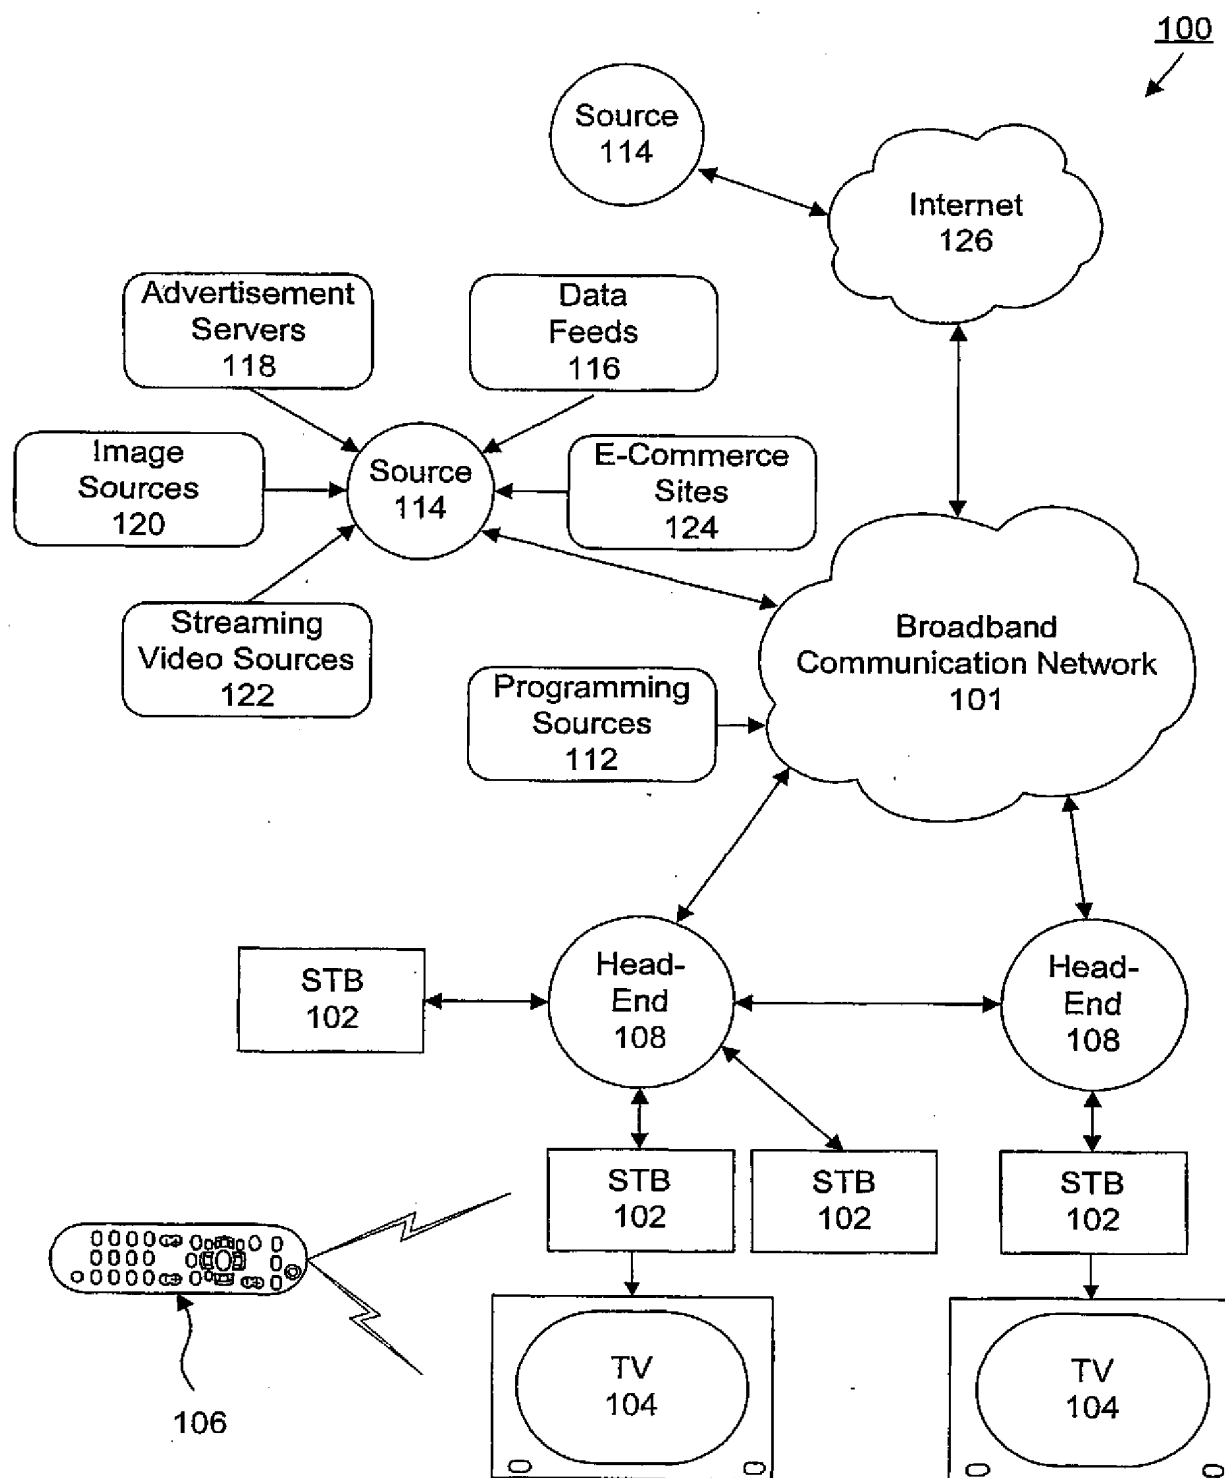 100
Source
114
Internet
126
Advertisement
Servers
118
Data
Feeds
116
Image
Sources
120
Source
114
E-Commerce
Sites
124
Streaming
Video Sources
122
Broadband
Communication Network
101
Programming
Sources
112
STB
102
Head-
End
108
Head-
End
108
STB
102
STB
102
STB
102
106
TV
104
TV
104